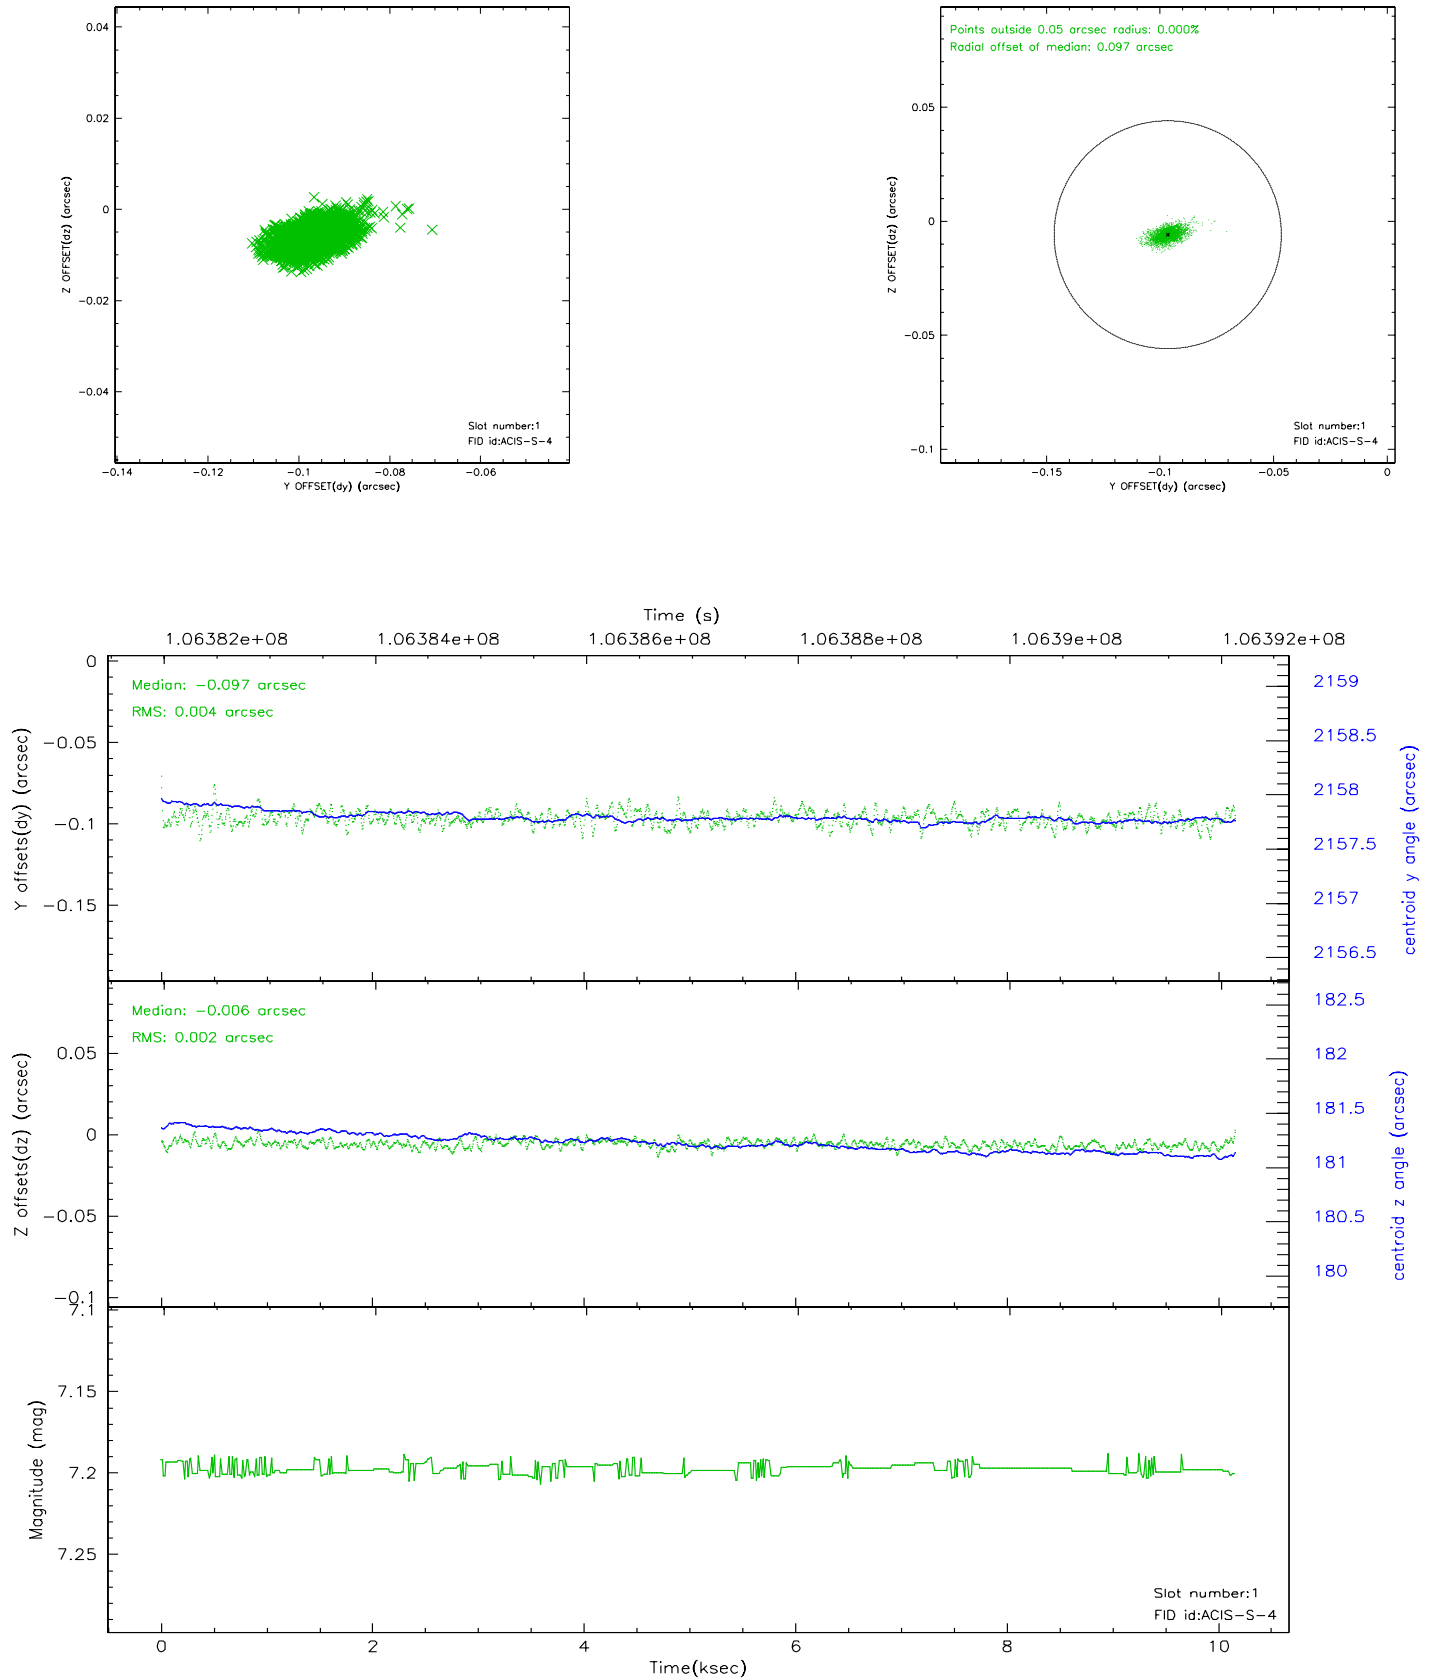 0.04
0.02
0
-0.02
-0.04
Z OFFSET(dz) (arcsec)
Slot number:1
FID id:ACIS-S-4
-0.14 -0.12 -0.1 -0.08 -0.06
Y OFFSET(dy) (arcsec)
Points outside 0.05 arcsec radius: 0.000%
Radial offset of median: 0.097 arcsec
0.05
0
-0.05
-0.1
Z OFFSET(dz) (arcsec)
Slot number:1
FID id:ACIS-S-4
-0.15 -0.1 -0.05 0
Y OFFSET(dy) (arcsec)
Time (s)
1.06382e+08 1.06384e+08 1.06386e+08 1.06388e+08 1.0639e+08 1.06392e+08
Median: -0.097 arcsec
RMS: 0.004 arcsec
0
-0.05
-0.1
-0.15
Y offsets(dy) (arcsec)
2159
2158.5
2158
2157.5
2157
2156.5
centroid y angle (arcsec)
Median: -0.006 arcsec
RMS: 0.002 arcsec
0.05
0
-0.05
-0.1
Z offsets(dz) (arcsec)
182.5
182
181.5
181
180.5
180
centroid z angle (arcsec)
7.1
7.15
7.2
7.25
Magnitude (mag)
Slot number:1
FID id:ACIS-S-4
0 2 4 6 8 10
Time(ksec)